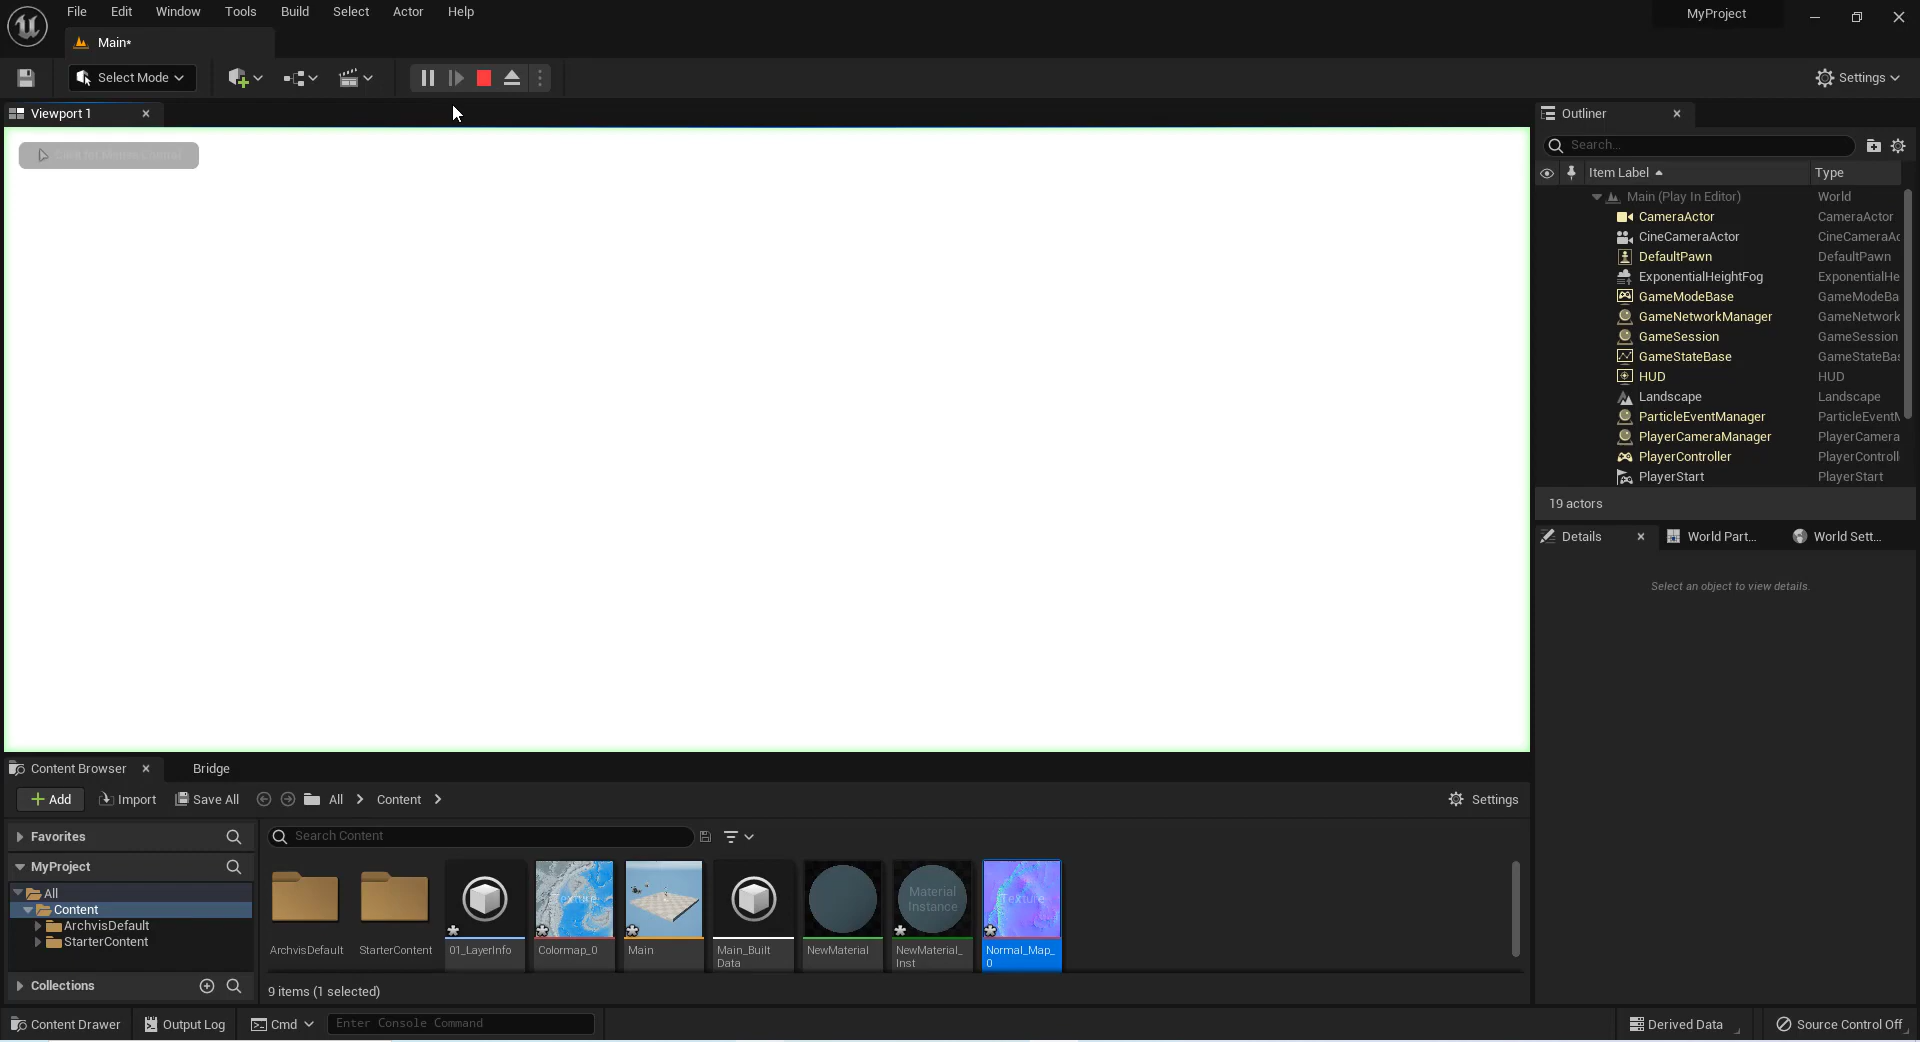 File Edit Window Tools Build Select Actor Help
MyProject
Main*
Select Mode
Settings
Viewport 1
Outliner
Search...
Item Label Type
Main (Play In Editor) World
CameraActor CameraActor
CineCameraActor CineCameraAc
DefaultPawn DefaultPawn
ExponentialHeightFog ExponentialHe
GameModeBase GameModeBa
GameNetworkManager GameNetwork
GameSession GameSession
GameStateBase GameStateBas
HUD HUD
Landscape Landscape
ParticleEventManager ParticleEventM
PlayerCameraManager PlayerCamera
PlayerController PlayerControll
PlayerStart PlayerStart
19 actors
Details World Part... World Sett...
Select an object to view details.
Content Browser Bridge
Add Import Save All All Content Settings
Favorites
Search Content
MyProject
All
Content
ArchvisDefault
StarterContent
Collections
Texture
Material
Instance
Texture
ArchvisDefault StarterContent 01_LayerInfo Colormap_0 Main Main_Built NewMaterial NewMaterial_ Normal_Map_
Data Inst 0
9 items (1 selected)
Content Drawer Output Log Cmd Enter Console Command Derived Data Source Control Off